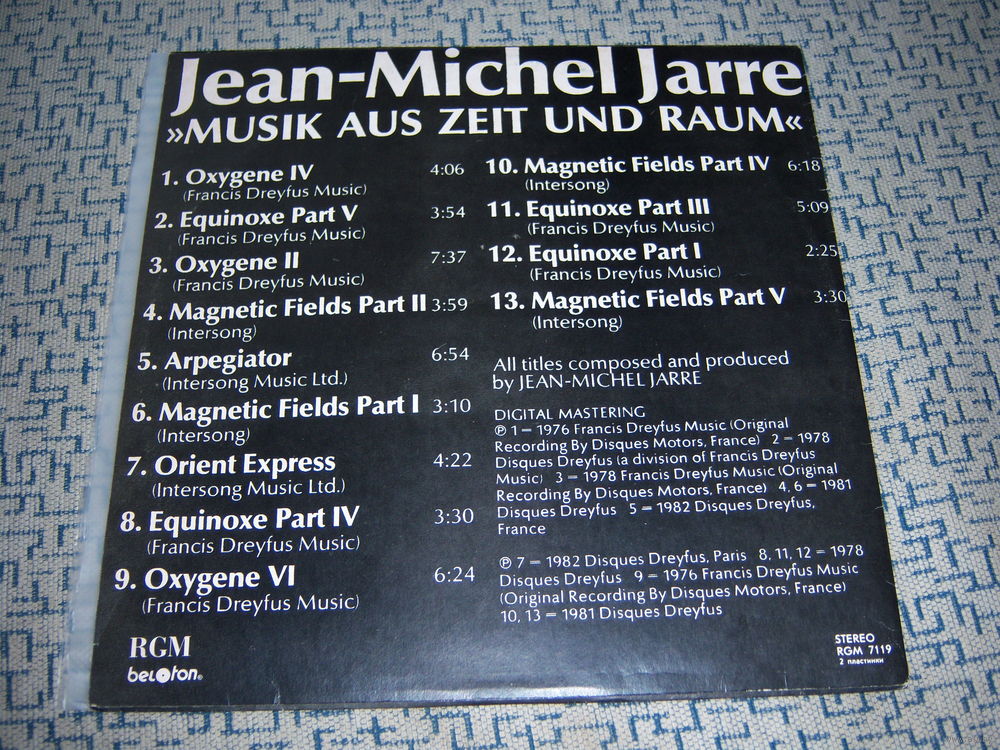 Jean-Michel Jarre
»MUSIK AUS ZEIT UND RAUM«
1. Oxygene IV 4:06
(Francis Dreyfus Music)
2. Equinoxe Part V 3:54
(Francis Dreyfus Music)
3. Oxygene II 7:37
(Francis Dreyfus Music)
4. Magnetic Fields Part II 3:59
(Intersong)
5. Arpegiator 6:54
(Intersong Music Ltd.)
6. Magnetic Fields Part I 3:10
(Intersong)
7. Orient Express 4:22
(Intersong Music Ltd.)
8. Equinoxe Part IV 3:30
(Francis Dreyfus Music)
9. Oxygene VI 6:24
(Francis Dreyfus Music)
RGM
beloton®
10. Magnetic Fields Part IV 6:18
(Intersong)
11. Equinoxe Part III 5:09
(Francis Dreyfus Music)
12. Equinoxe Part I 2:25
(Francis Dreyfus Music)
13. Magnetic Fields Part V 3:30
(Intersong)
All titles composed and produced
by JEAN-MICHEL JARRE
DIGITAL MASTERING
℗ 1 – 1976 Francis Dreyfus Music (Original
Recording By Disques Motors, France) 2 – 1978
Disques Dreyfus (a division of Francis Dreyfus
Music) 3 – 1978 Francis Dreyfus Music (Original
Recording By Disques Motors, France) 4, 6 – 1981
Disques Dreyfus 5 – 1982 Disques Dreyfus,
France
℗ 7 – 1982 Disques Dreyfus, Paris 8, 11, 12 – 1978
Disques Dreyfus 9 – 1976 Francis Dreyfus Music
(Original Recording By Disques Motors, France)
10, 13 – 1981 Disques Dreyfus
STEREO
RGM 7119
2 пластинки